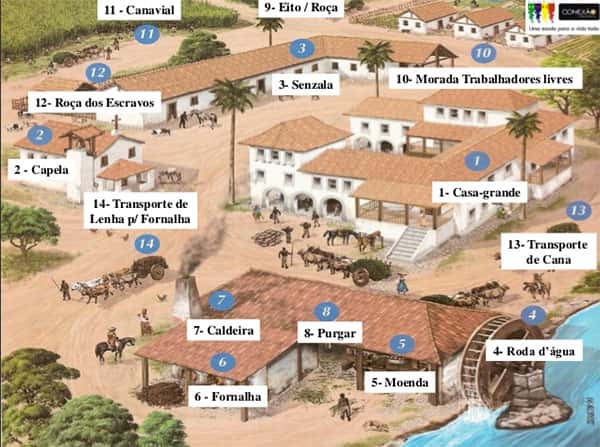 11 - Canavial
9- Eito / Roça
CONEXÃO
Uma escola para a vida toda
11
3
10
12
3- Senzala
10- Morada Trabalhadores livres
12- Roça dos Escravos
2
1
2 - Capela
1- Casa-grande
14- Transporte de
Lenha p/ Fornalha
13
14
13- Transporte
de Cana
7
8
4
7- Caldeira
8- Purgar
5
4- Roda d'água
6
5- Moenda
6 - Fornalha